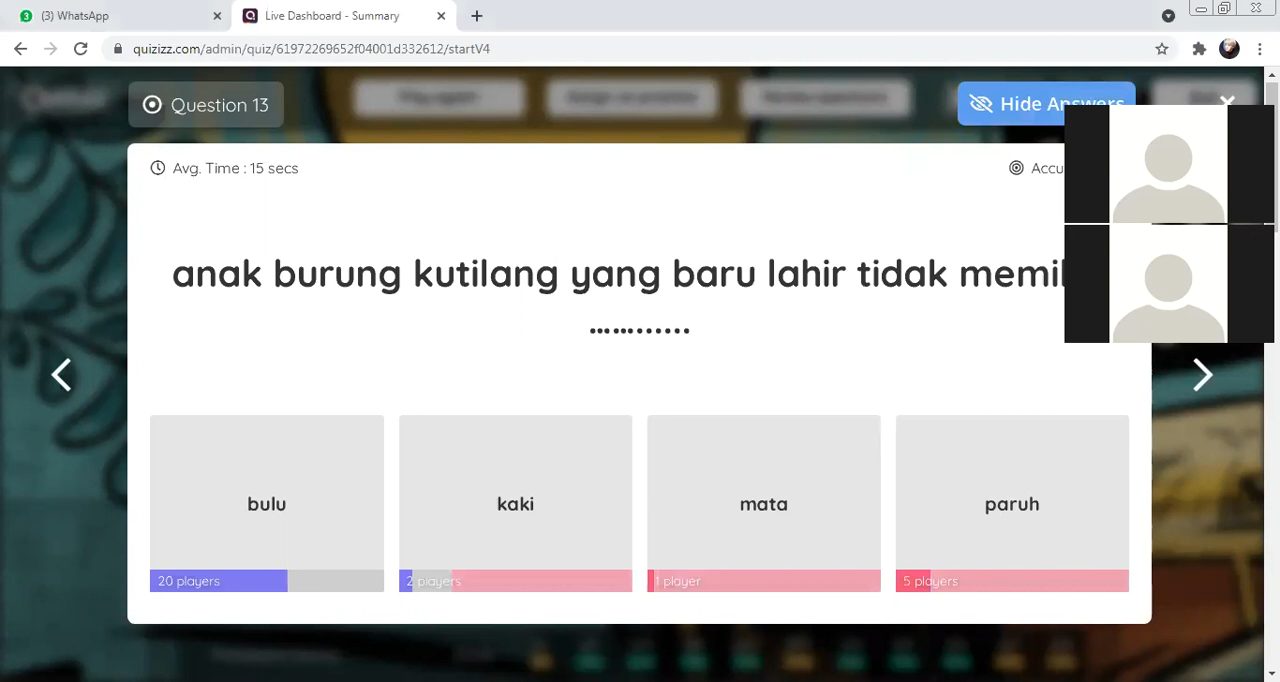 (3) WhatsApp
Live Dashboard - Summary
quizizz.com/admin/quiz/61972269652f04001d332612/startV4
Question 13
Hide Answers
Avg. Time : 15 secs
Accu
anak burung kutilang yang baru lahir tidak memil
............
bulu
kaki
mata
paruh
20 players
2 players
1 player
5 players